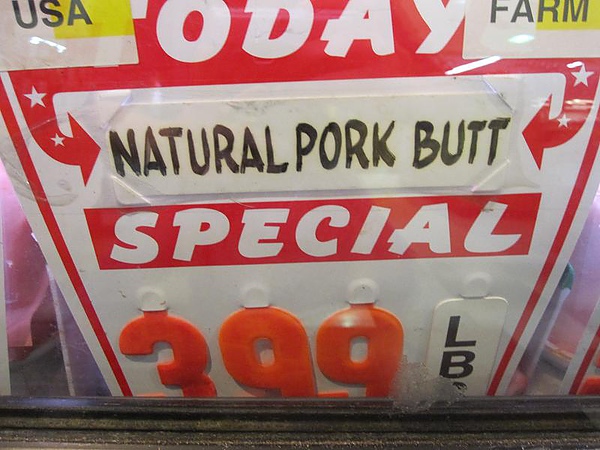 USA
FARM
TODAY
NATURAL PORK BUTT
SPECIAL
399 LB